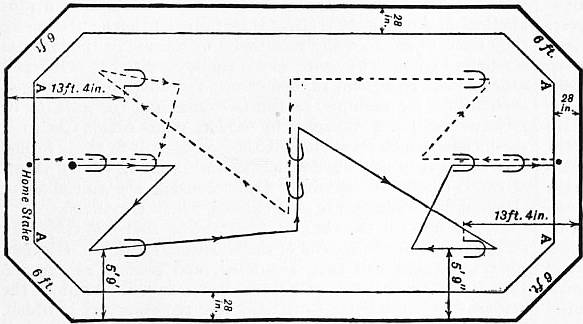 28 in.
6 ft.
6 ft.
A
A
13ft. 4in.
28 in.
Home Stake
13ft. 4in.
A
A
5' 9"
5' 9"
6 ft.
6 ft.
28 in.